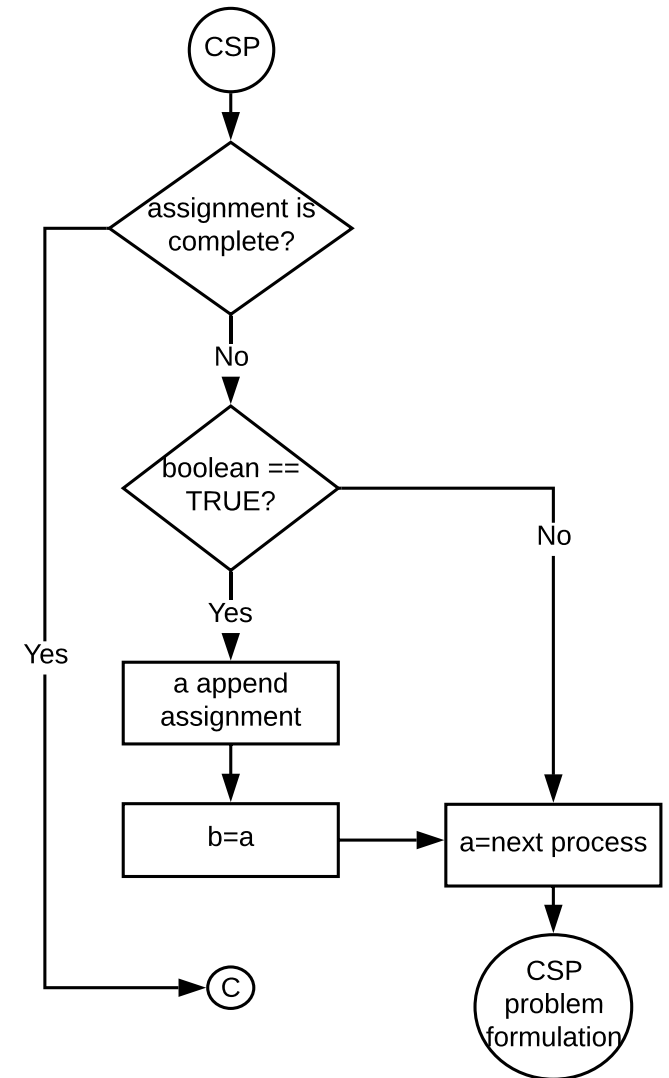 CSP
assignment is
complete?
No
boolean ==
TRUE?
No
Yes
Yes
a append
assignment
b=a
a=next process
C
CSP
problem
formulation